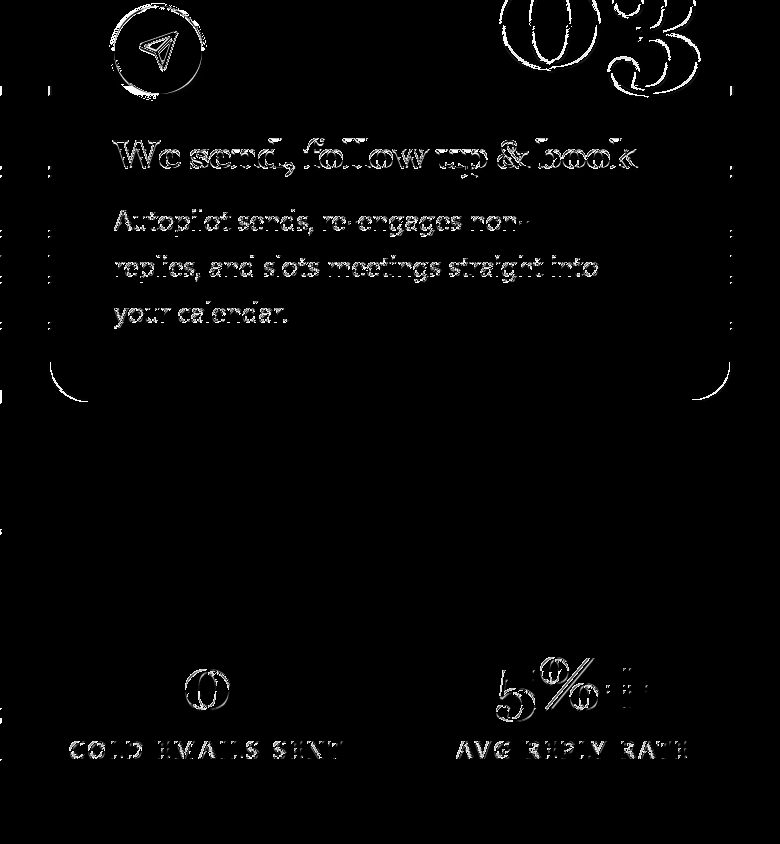 03
We send, follow up & book
Autopilot sends, re-engages non-
replies, and slots meetings straight into
your calendar.
0
5%
COLD EMAILS SENT
AVG REPLY RATE